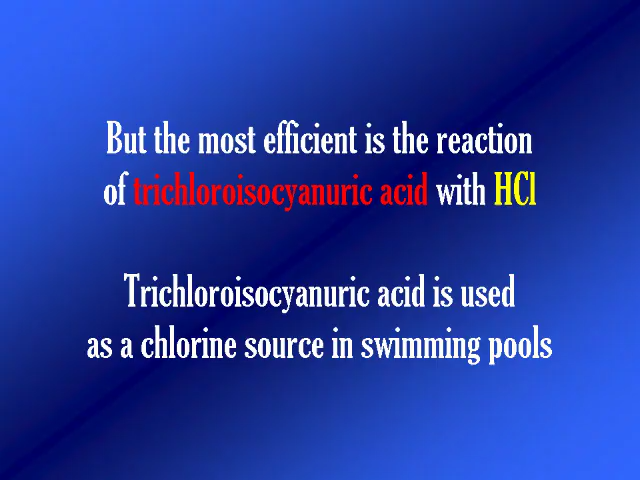 But the most efficient is the reaction
of trichloroisocyanuric acid with HCl
Trichloroisocyanuric acid is used
as a chlorine source in swimming pools